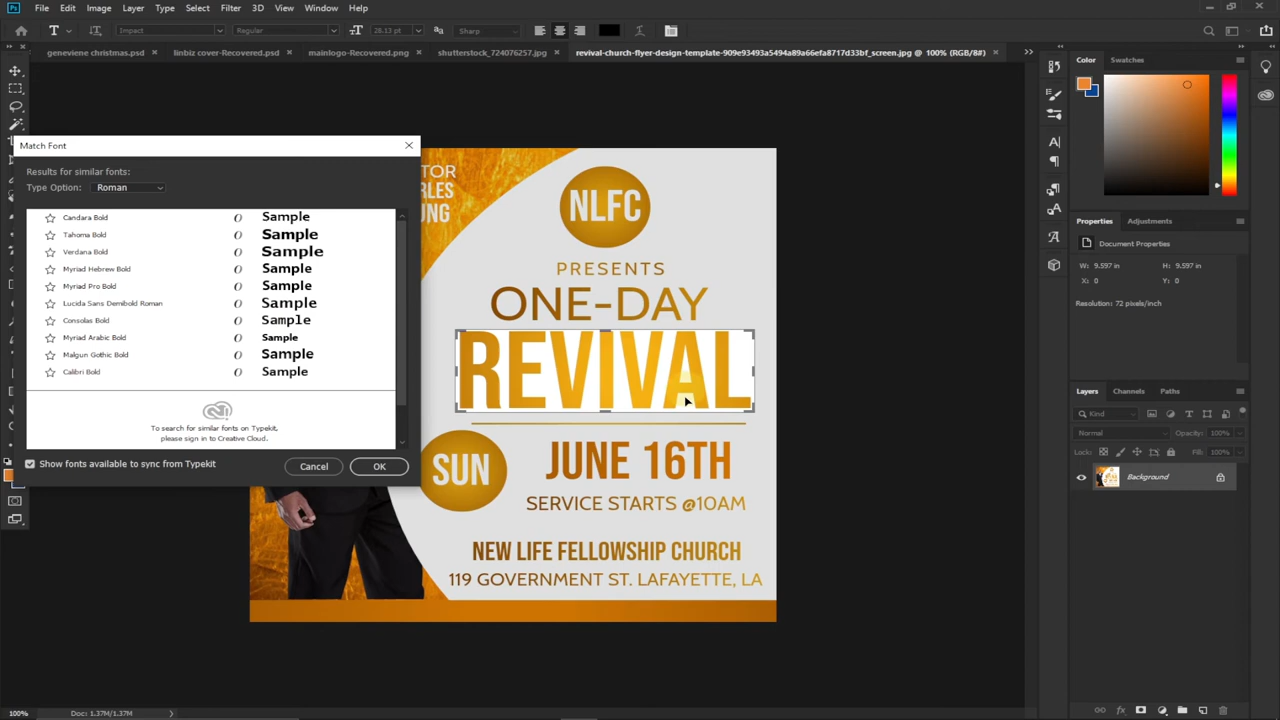 File Edit Image Layer Type Select Filter 3D View Window Help
Impact Regular 28.13 pt Sharp
geneviene christmas.psd × linbiz cover-Recovered.psd × mainlogo-Recovered.png × shutterstock_724076257.jpg × revival-church-flyer-design-template-909e93493a5494a89a66efa8717d33bf_screen.jpg @ 100% (RGB/8#) ×
Match Font
Results for similar fonts:
Type Option: Roman
Candara Bold O Sample
Tahoma Bold O Sample
Verdana Bold O Sample
Myriad Hebrew Bold O Sample
Myriad Pro Bold O Sample
Lucida Sans Demibold Roman O Sample
Consolas Bold O Sample
Myriad Arabic Bold O Sample
Malgun Gothic Bold O Sample
Calibri Bold O Sample
To search for similar fonts on Typekit,
please sign in to Creative Cloud.
Show fonts available to sync from Typekit
Cancel OK
TOR
RLES
UNG
NLFC
PRESENTS
ONE-DAY
REVIVAL
SUN
JUNE 16TH
SERVICE STARTS @10AM
NEW LIFE FELLOWSHIP CHURCH
119 GOVERNMENT ST. LAFAYETTE, LA
Color Swatches
Properties Adjustments
Document Properties
W: 9.597 in H: 9.597 in
X: 0 Y: 0
Resolution: 72 pixels/inch
Layers Channels Paths
Kind
Normal Opacity: 100%
Lock: Fill: 100%
Background
100% Doc: 1.37M/1.37M